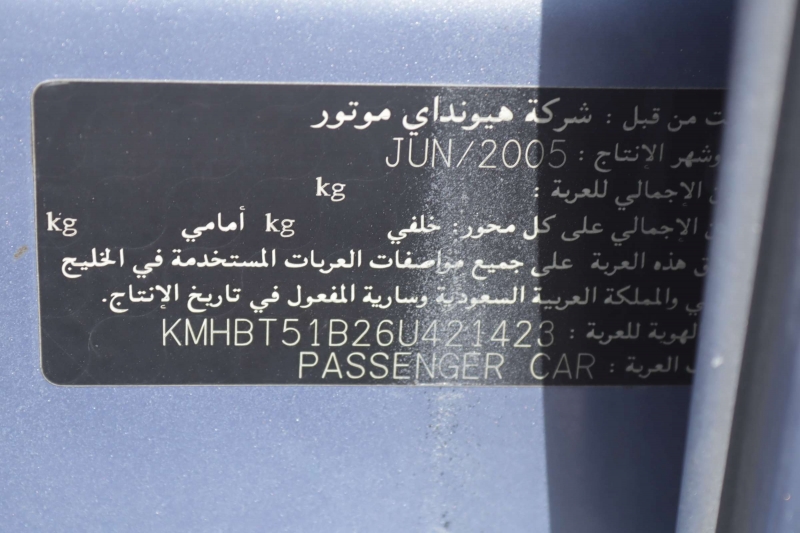 ت من قبل : شركة هيونداي موتور
وشهر الإنتاج : JUN/2005
ن الإجمالي للعربة : kg
ن الإجمالي على كل محور: خلفي kg أمامي kg
ق هذه العربة على جميع مواصفات العربات المستخدمة في الخليج
ي والمملكة العربية السعودية وسارية المفعول في تاريخ الإنتاج.
الهوية للعربة : KMHBT51B26U421423
العربة : PASSENGER CAR